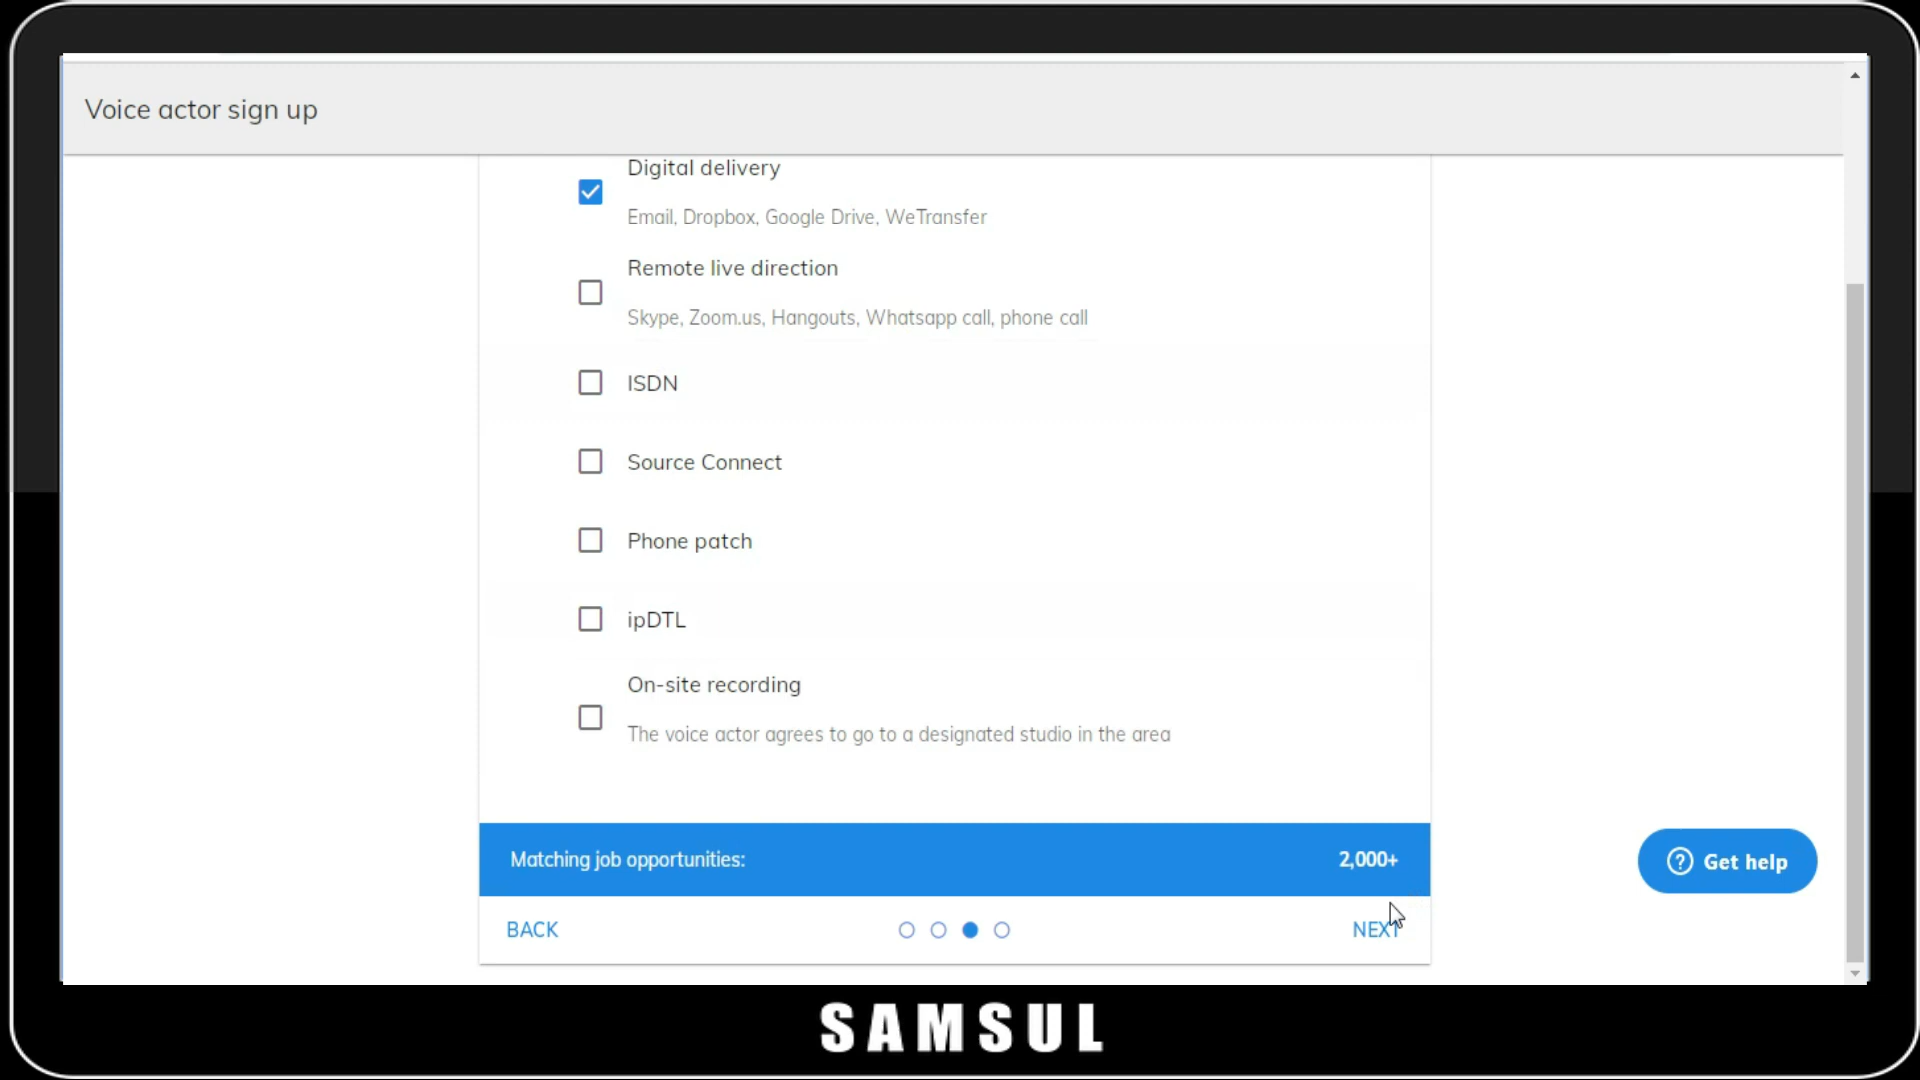 Voice actor sign up
Digital delivery
Email, Dropbox, Google Drive, WeTransfer
Remote live direction
Skype, Zoom.us, Hangouts, Whatsapp call, phone call
ISDN
Source Connect
Phone patch
ipDTL
On-site recording
The voice actor agrees to go to a designated studio in the area
Matching job opportunities: 2,000+
Get help
BACK NEXT
SAMSUL